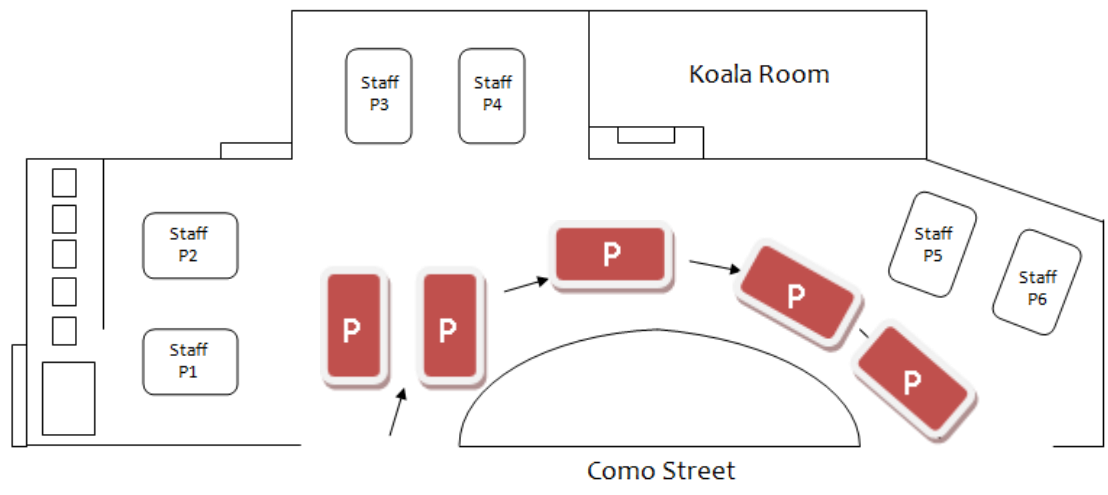 Staff
P3
Staff
P4
Koala Room
Staff
P2
Staff
P5
Staff
P6
P
P
P
P
P
Staff
P1
Como Street